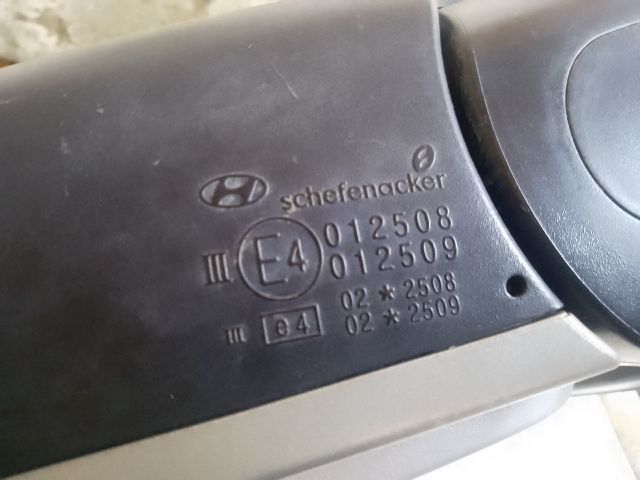 schefenacker
III E4 012508
012509
III e4 02 * 2508
02 * 2509